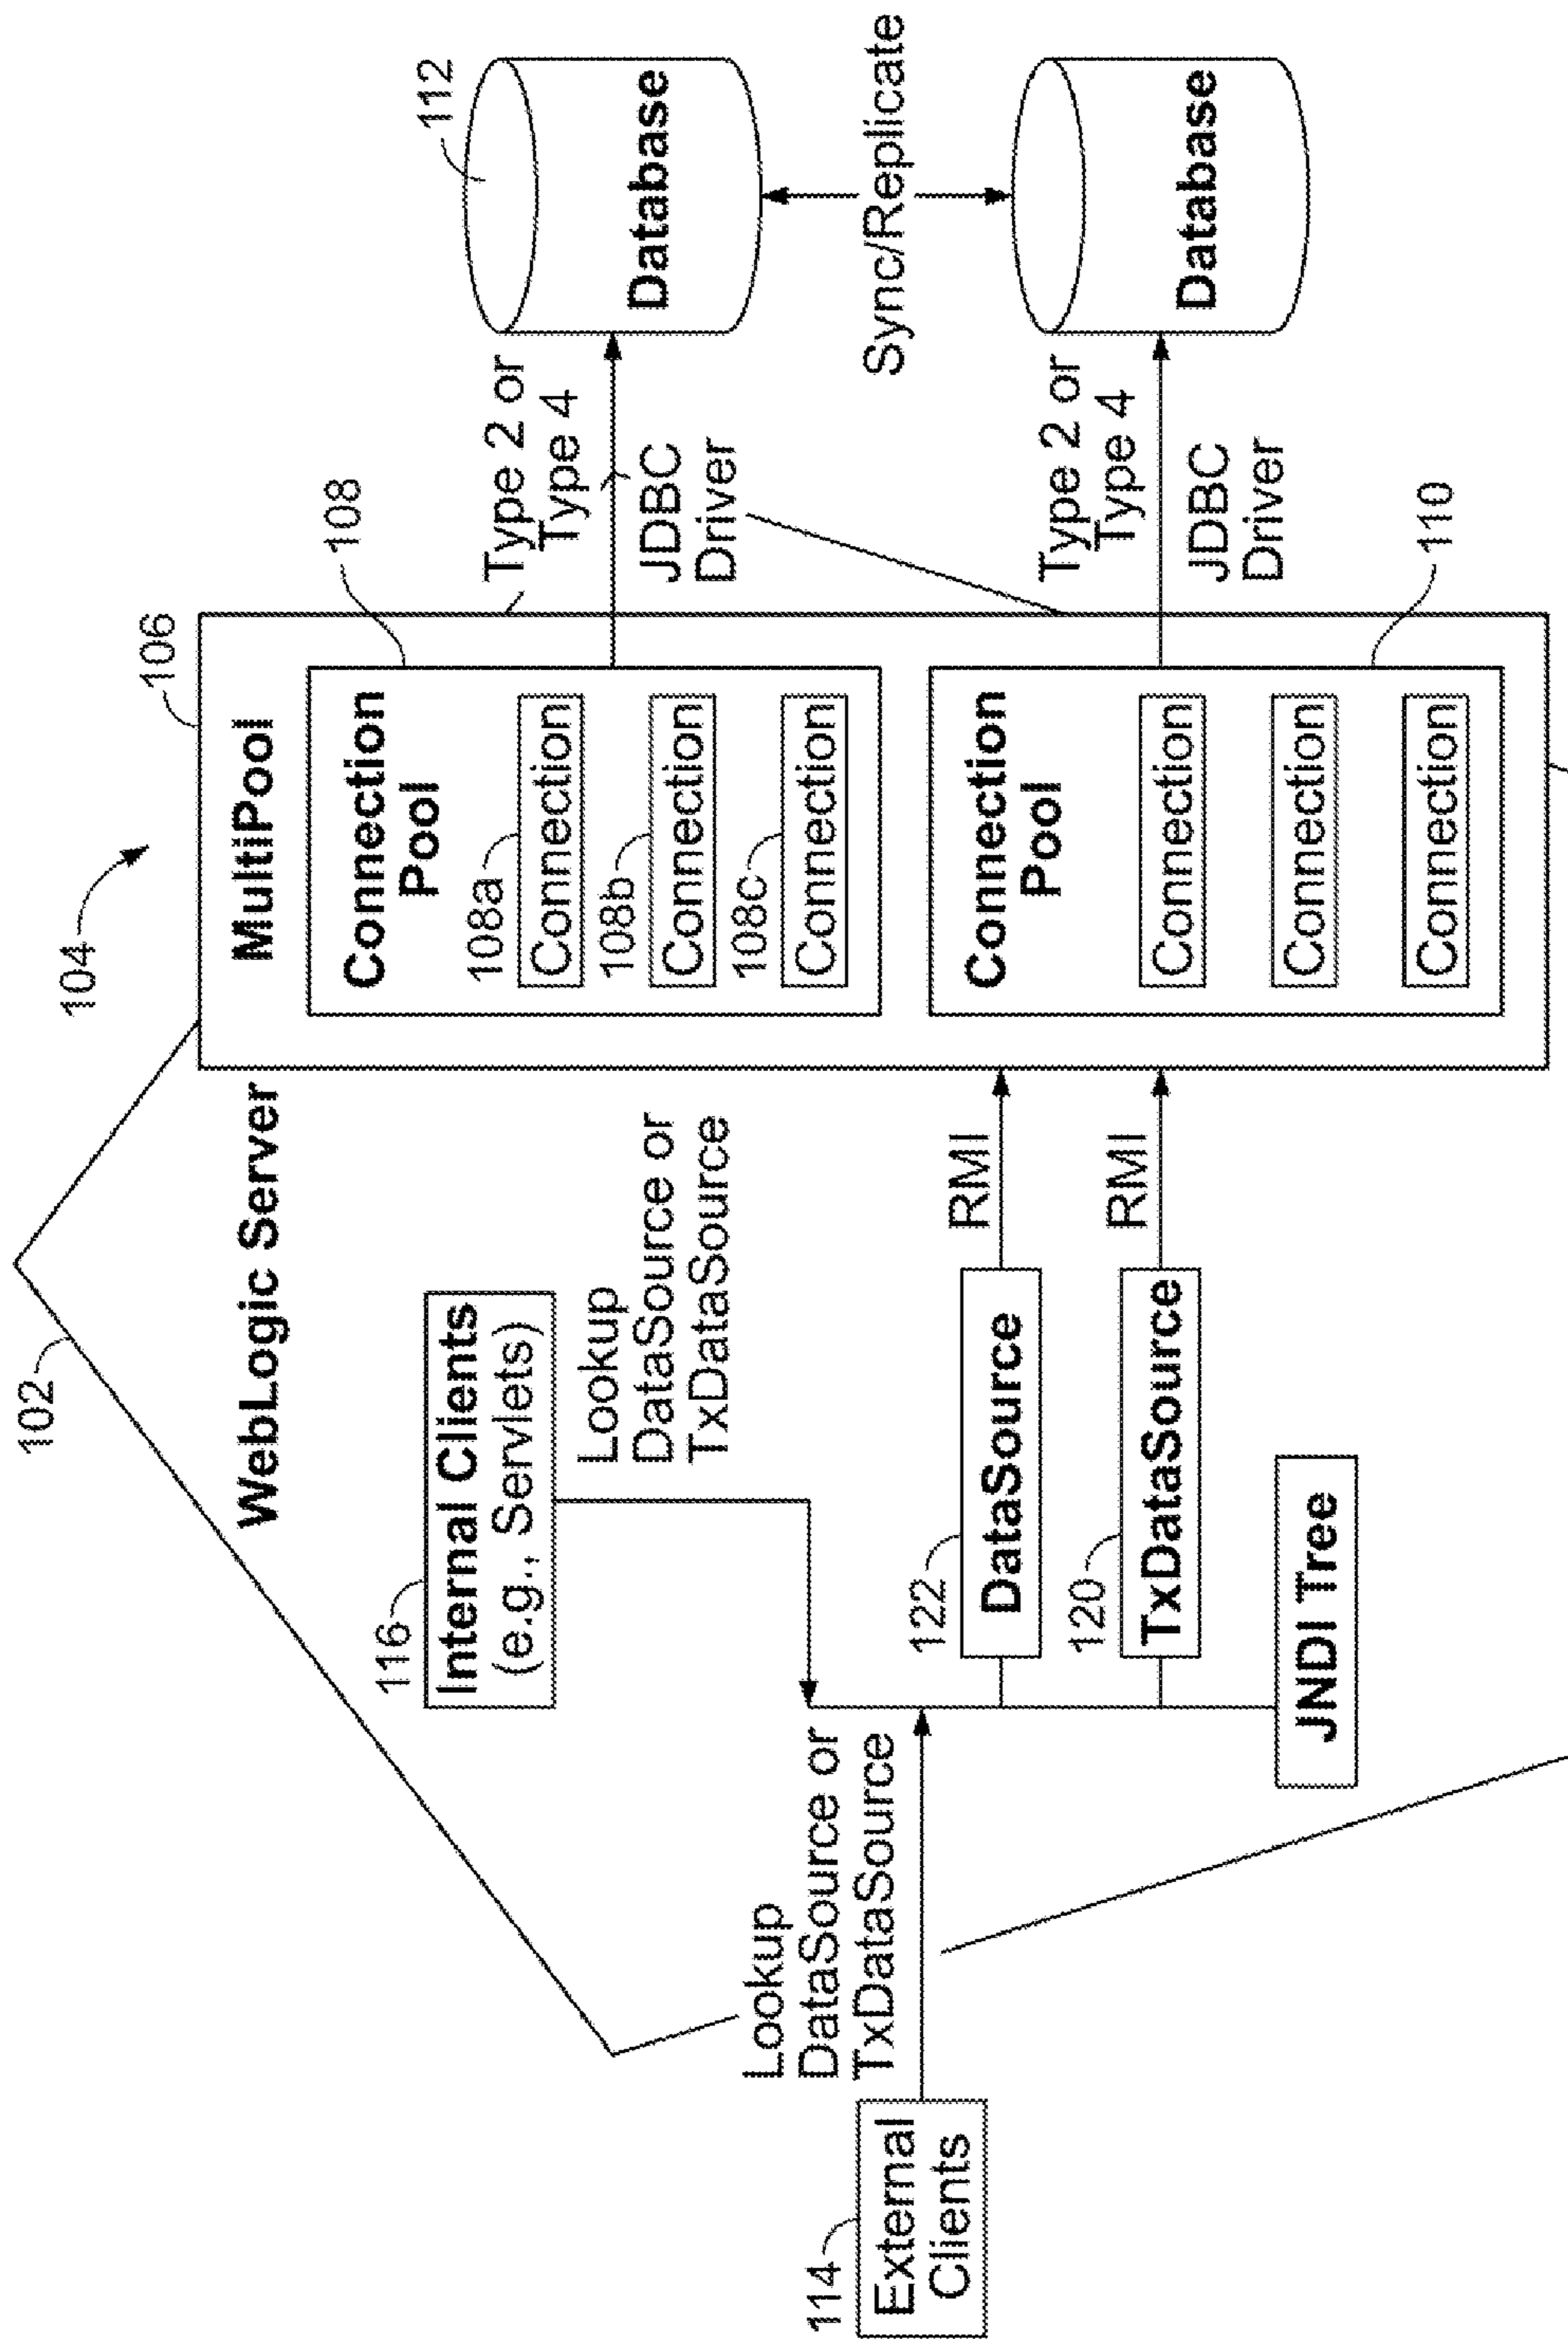 102
104
106
WebLogic Server
MultiPool
116
Internal Clients
(e.g., Servlets)
Lookup
DataSource or
TxDataSource
108
Connection
Pool
108a
Connection
108b
Connection
108c
Connection
Type 2 or
Type 4
JDBC
Driver
112
Database
Sync/Replicate
114
External
Clients
Lookup
DataSource or
TxDataSource
122
DataSource
RMI
120
TxDataSource
RMI
JNDI Tree
Connection
Pool
Connection
Connection
Connection
110
Type 2 or
Type 4
JDBC
Driver
Database